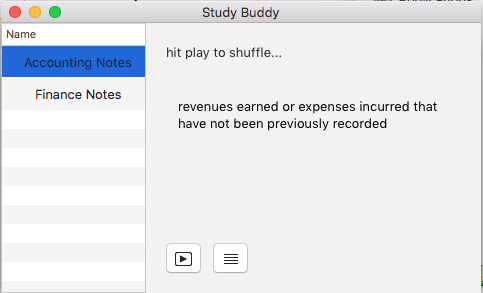 Study Buddy
Name
Accounting Notes
Finance Notes
hit play to shuffle...
revenues earned or expenses incurred that
have not been previously recorded